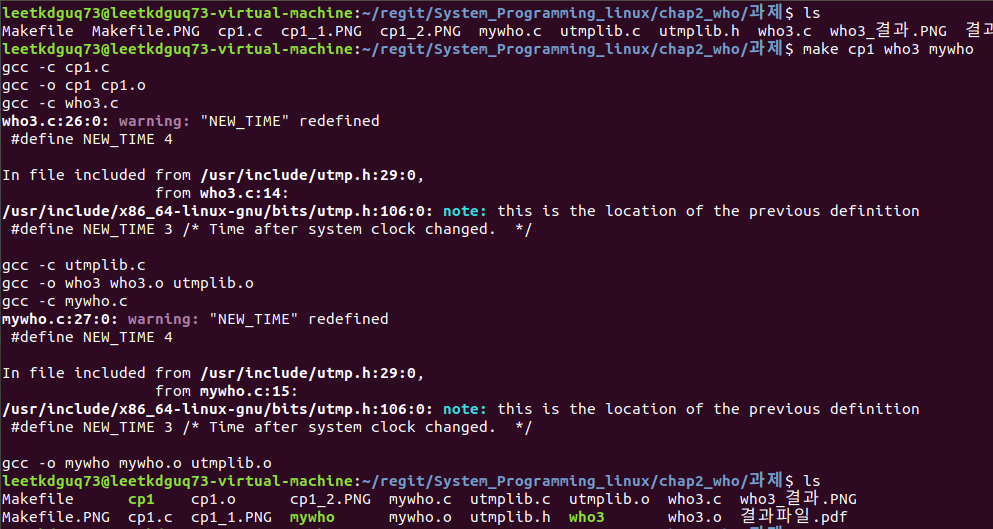 leetkdguq73@leetkdguq73-virtual-machine:~/regit/System_Programming_linux/chap2_who/과제$ ls
Makefile  Makefile.PNG  cp1.c  cp1_1.PNG  cp1_2.PNG  mywho.c  utmplib.c  utmplib.h  who3.c  who3_결과.PNG  결과
leetkdguq73@leetkdguq73-virtual-machine:~/regit/System_Programming_linux/chap2_who/과제$ make cp1 who3 mywho
gcc -c cp1.c
gcc -o cp1 cp1.o
gcc -c who3.c
who3.c:26:0: warning: "NEW_TIME" redefined
 #define NEW_TIME 4
In file included from /usr/include/utmp.h:29:0,
                 from who3.c:14:
/usr/include/x86_64-linux-gnu/bits/utmp.h:106:0: note: this is the location of the previous definition
 #define NEW_TIME 3 /* Time after system clock changed.  */
gcc -c utmplib.c
gcc -o who3 who3.o utmplib.o
gcc -c mywho.c
mywho.c:27:0: warning: "NEW_TIME" redefined
 #define NEW_TIME 4
In file included from /usr/include/utmp.h:29:0,
                 from mywho.c:15:
/usr/include/x86_64-linux-gnu/bits/utmp.h:106:0: note: this is the location of the previous definition
 #define NEW_TIME 3 /* Time after system clock changed.  */
gcc -o mywho mywho.o utmplib.o
leetkdguq73@leetkdguq73-virtual-machine:~/regit/System_Programming_linux/chap2_who/과제$ ls
Makefile      cp1    cp1.o      cp1_2.PNG  mywho.c  utmplib.c  utmplib.o  who3.c  who3_결과.PNG
Makefile.PNG  cp1.c  cp1_1.PNG  mywho      mywho.o  utmplib.h  who3       who3.o  결과파일.pdf